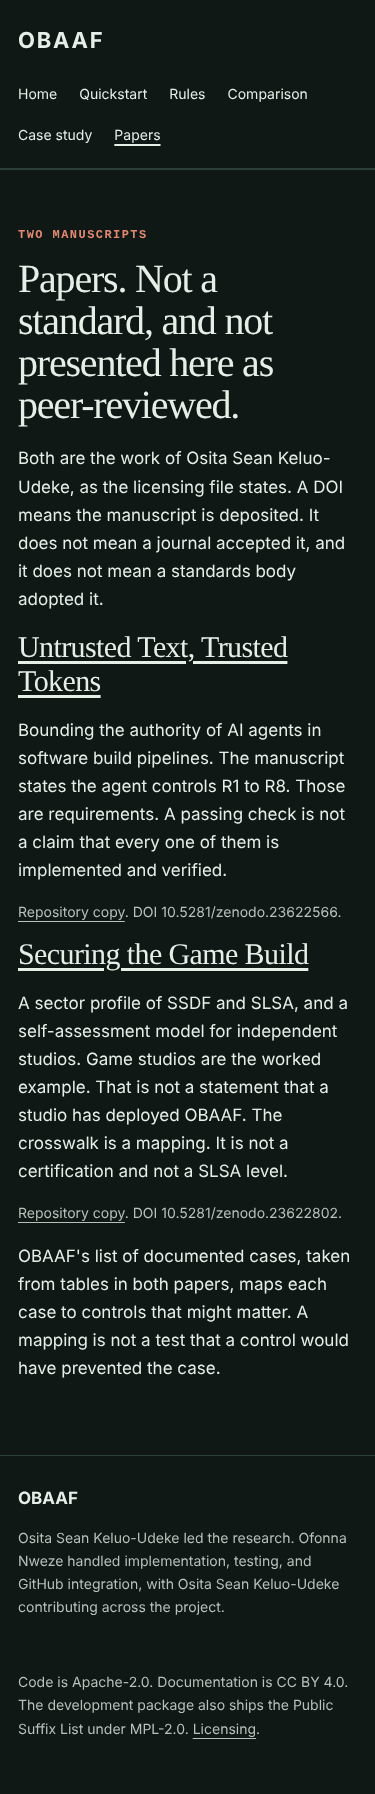 OBAAF
Home Quickstart Rules Comparison
Case study Papers
TWO MANUSCRIPTS
Papers. Not a
standard, and not
presented here as
peer-reviewed.
Both are the work of Osita Sean Keluo-
Udeke, as the licensing file states. A DOI
means the manuscript is deposited. It
does not mean a journal accepted it, and
it does not mean a standards body
adopted it.
Untrusted Text, Trusted
Tokens
Bounding the authority of AI agents in
software build pipelines. The manuscript
states the agent controls R1 to R8. Those
are requirements. A passing check is not
a claim that every one of them is
implemented and verified.
Repository copy. DOI 10.5281/zenodo.23622566.
Securing the Game Build
A sector profile of SSDF and SLSA, and a
self-assessment model for independent
studios. Game studios are the worked
example. That is not a statement that a
studio has deployed OBAAF. The
crosswalk is a mapping. It is not a
certification and not a SLSA level.
Repository copy. DOI 10.5281/zenodo.23622802.
OBAAF's list of documented cases, taken
from tables in both papers, maps each
case to controls that might matter. A
mapping is not a test that a control would
have prevented the case.
OBAAF
Osita Sean Keluo-Udeke led the research. Ofonna
Nweze handled implementation, testing, and
GitHub integration, with Osita Sean Keluo-Udeke
contributing across the project.
Code is Apache-2.0. Documentation is CC BY 4.0.
The development package also ships the Public
Suffix List under MPL-2.0. Licensing.